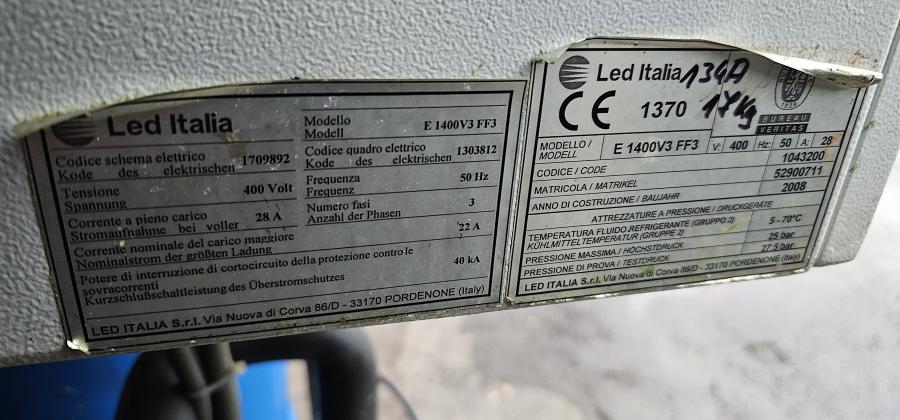 Led Italia
Modello
Modell
E 1400V3 FF3
Codice schema elettrico
Kode des elektrischen
1709892
Codice quadro elettrico
Kode des elektrischen
1303812
Tensione
Spannung
400 Volt
Frequenza
Frequenz
50 Hz
Corrente a pieno carico
Stromaufnahme bei voller
28 A
Numero fasi
Anzahl der Phasen
3
Corrente nominale del carico maggiore
Nominalstrom der größten Ladung
22 A
Potere di interruzione di cortocircuito della protezione contro le
sovracorrenti
Kurzschlußschaltleistung des Überstromschutzes
40 kA
LED ITALIA S.r.l. Via Nuova di Corva 86/D - 33170 PORDENONE (Italy)
Led Italia
134A
17Kg
CE
1370
BUREAU
VERITAS
MODELLO /
MODELL
E 1400V3 FF3
V: 400 Hz: 50 A: 28
CODICE / CODE
1043200
MATRICOLA / MATRIKEL
52900711
ANNO DI COSTRUZIONE / BAUJAHR
2008
ATTREZZATURE A PRESSIONE / DRUCKGERÄTE
TEMPERATURA FLUIDO REFRIGERANTE (GRUPPO 2)
KÜHLMITTELTEMPERATUR (GRUPPE 2)
5 - 70°C
PRESSIONE MASSIMA / HÖCHSTDRUCK
25 bar
PRESSIONE DI PROVA / TESTDRUCK
27,5 bar
LED ITALIA S.r.l. Via Nuova di Corva 86/D - 33170 PORDENONE (Italy)